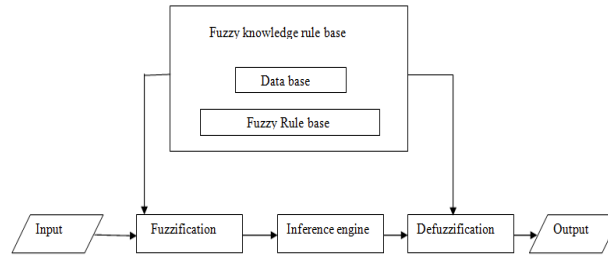 Fuzzy knowledge rule base
Data base
Fuzzy Rule base
Input
Fuzzification
Inference engine
Defuzzification
Output